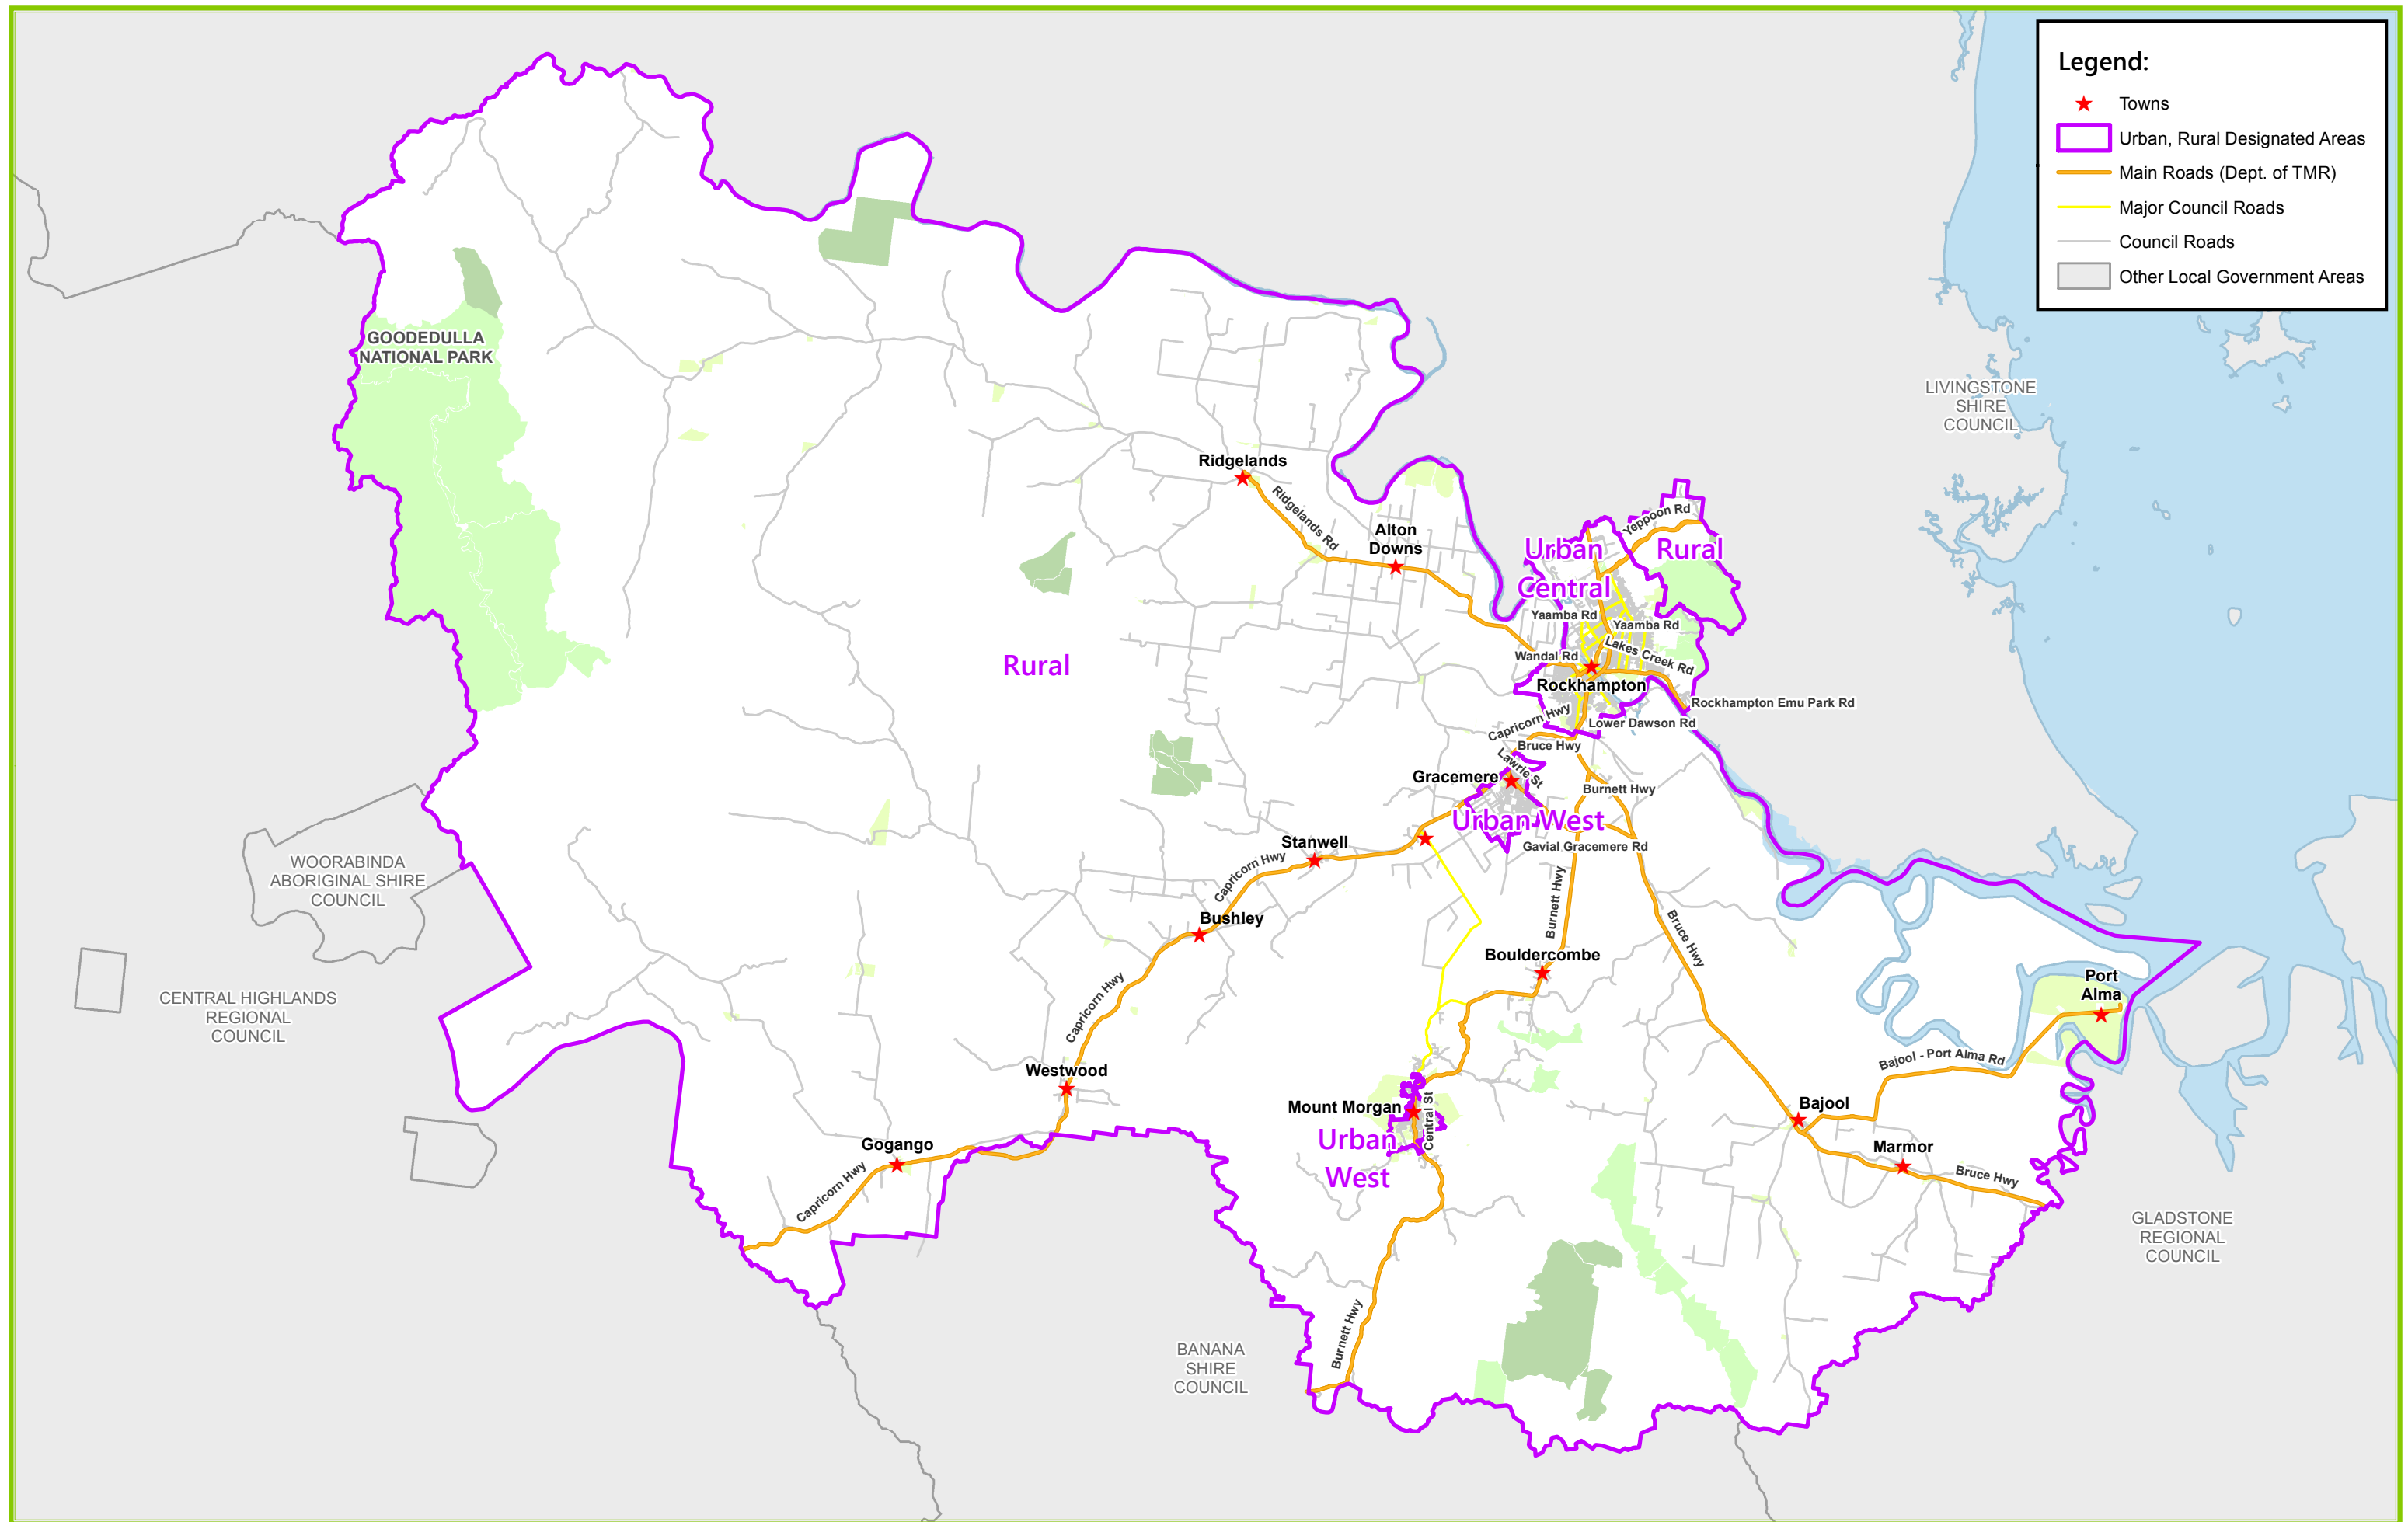 Legend:
Towns
Urban, Rural Designated Areas
Main Roads (Dept. of TMR)
Major Council Roads
Council Roads
Other Local Government Areas
GOODEDULLA
NATIONAL PARK
LIVINGSTONE
SHIRE
COUNCIL
Ridgelands
Ridgelands Rd
Alton
Downs
Yeppoon Rd
Urban
Central
Rural
Yaamba Rd
Yaamba Rd
Lakes Creek Rd
Wandal Rd
Rural
Rockhampton
Rockhampton Emu Park Rd
Capricorn Hwy
Lower Dawson Rd
Bruce Hwy
Lawrie St
Gracemere
Burnett Hwy
Urban West
Gavial Gracemere Rd
Stanwell
Capricorn Hwy
WOORABINDA
ABORIGINAL SHIRE
COUNCIL
Bushley
Burnett Hwy
Bruce Hwy
Bouldercombe
Port
Alma
CENTRAL HIGHLANDS
REGIONAL
COUNCIL
Capricorn Hwy
Bajool - Port Alma Rd
Westwood
Mount Morgan
Central St
Bajool
Urban
West
Gogango
Capricorn Hwy
Marmor
Bruce Hwy
GLADSTONE
REGIONAL
COUNCIL
Burnett Hwy
BANANA
SHIRE
COUNCIL